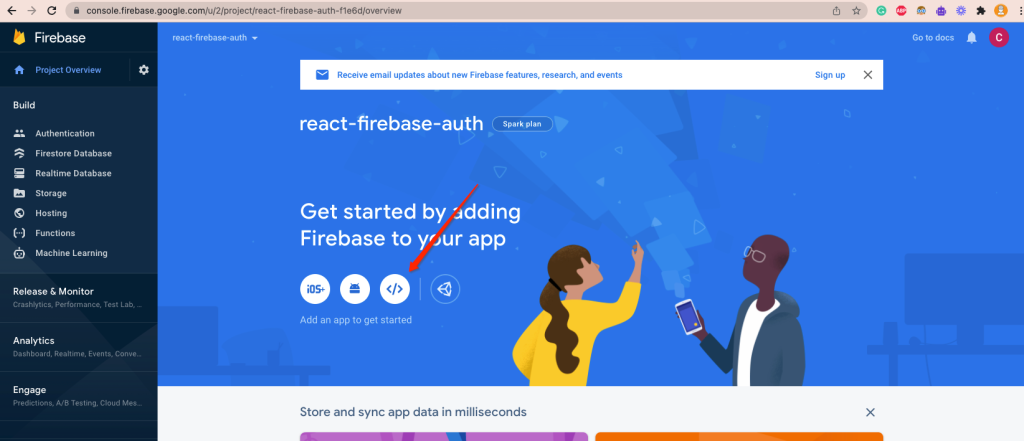 console.firebase.google.com/u/2/project/react-firebase-auth-f1e6d/overview
ABP
Firebase
react-firebase-auth
Go to docs
C
Project Overview
Receive email updates about new Firebase features, research, and events
Sign up
Build
react-firebase-auth
Spark plan
Authentication
Firestore Database
Realtime Database
Storage
Hosting
Functions
Machine Learning
Get started by adding
Firebase to your app
iOS+
</>
Add an app to get started
Release & Monitor
Crashlytics, Performance, Test Lab, ...
Analytics
Dashboard, Realtime, Events, Conve...
Engage
Predictions, A/B Testing, Cloud Mes...
Store and sync app data in milliseconds